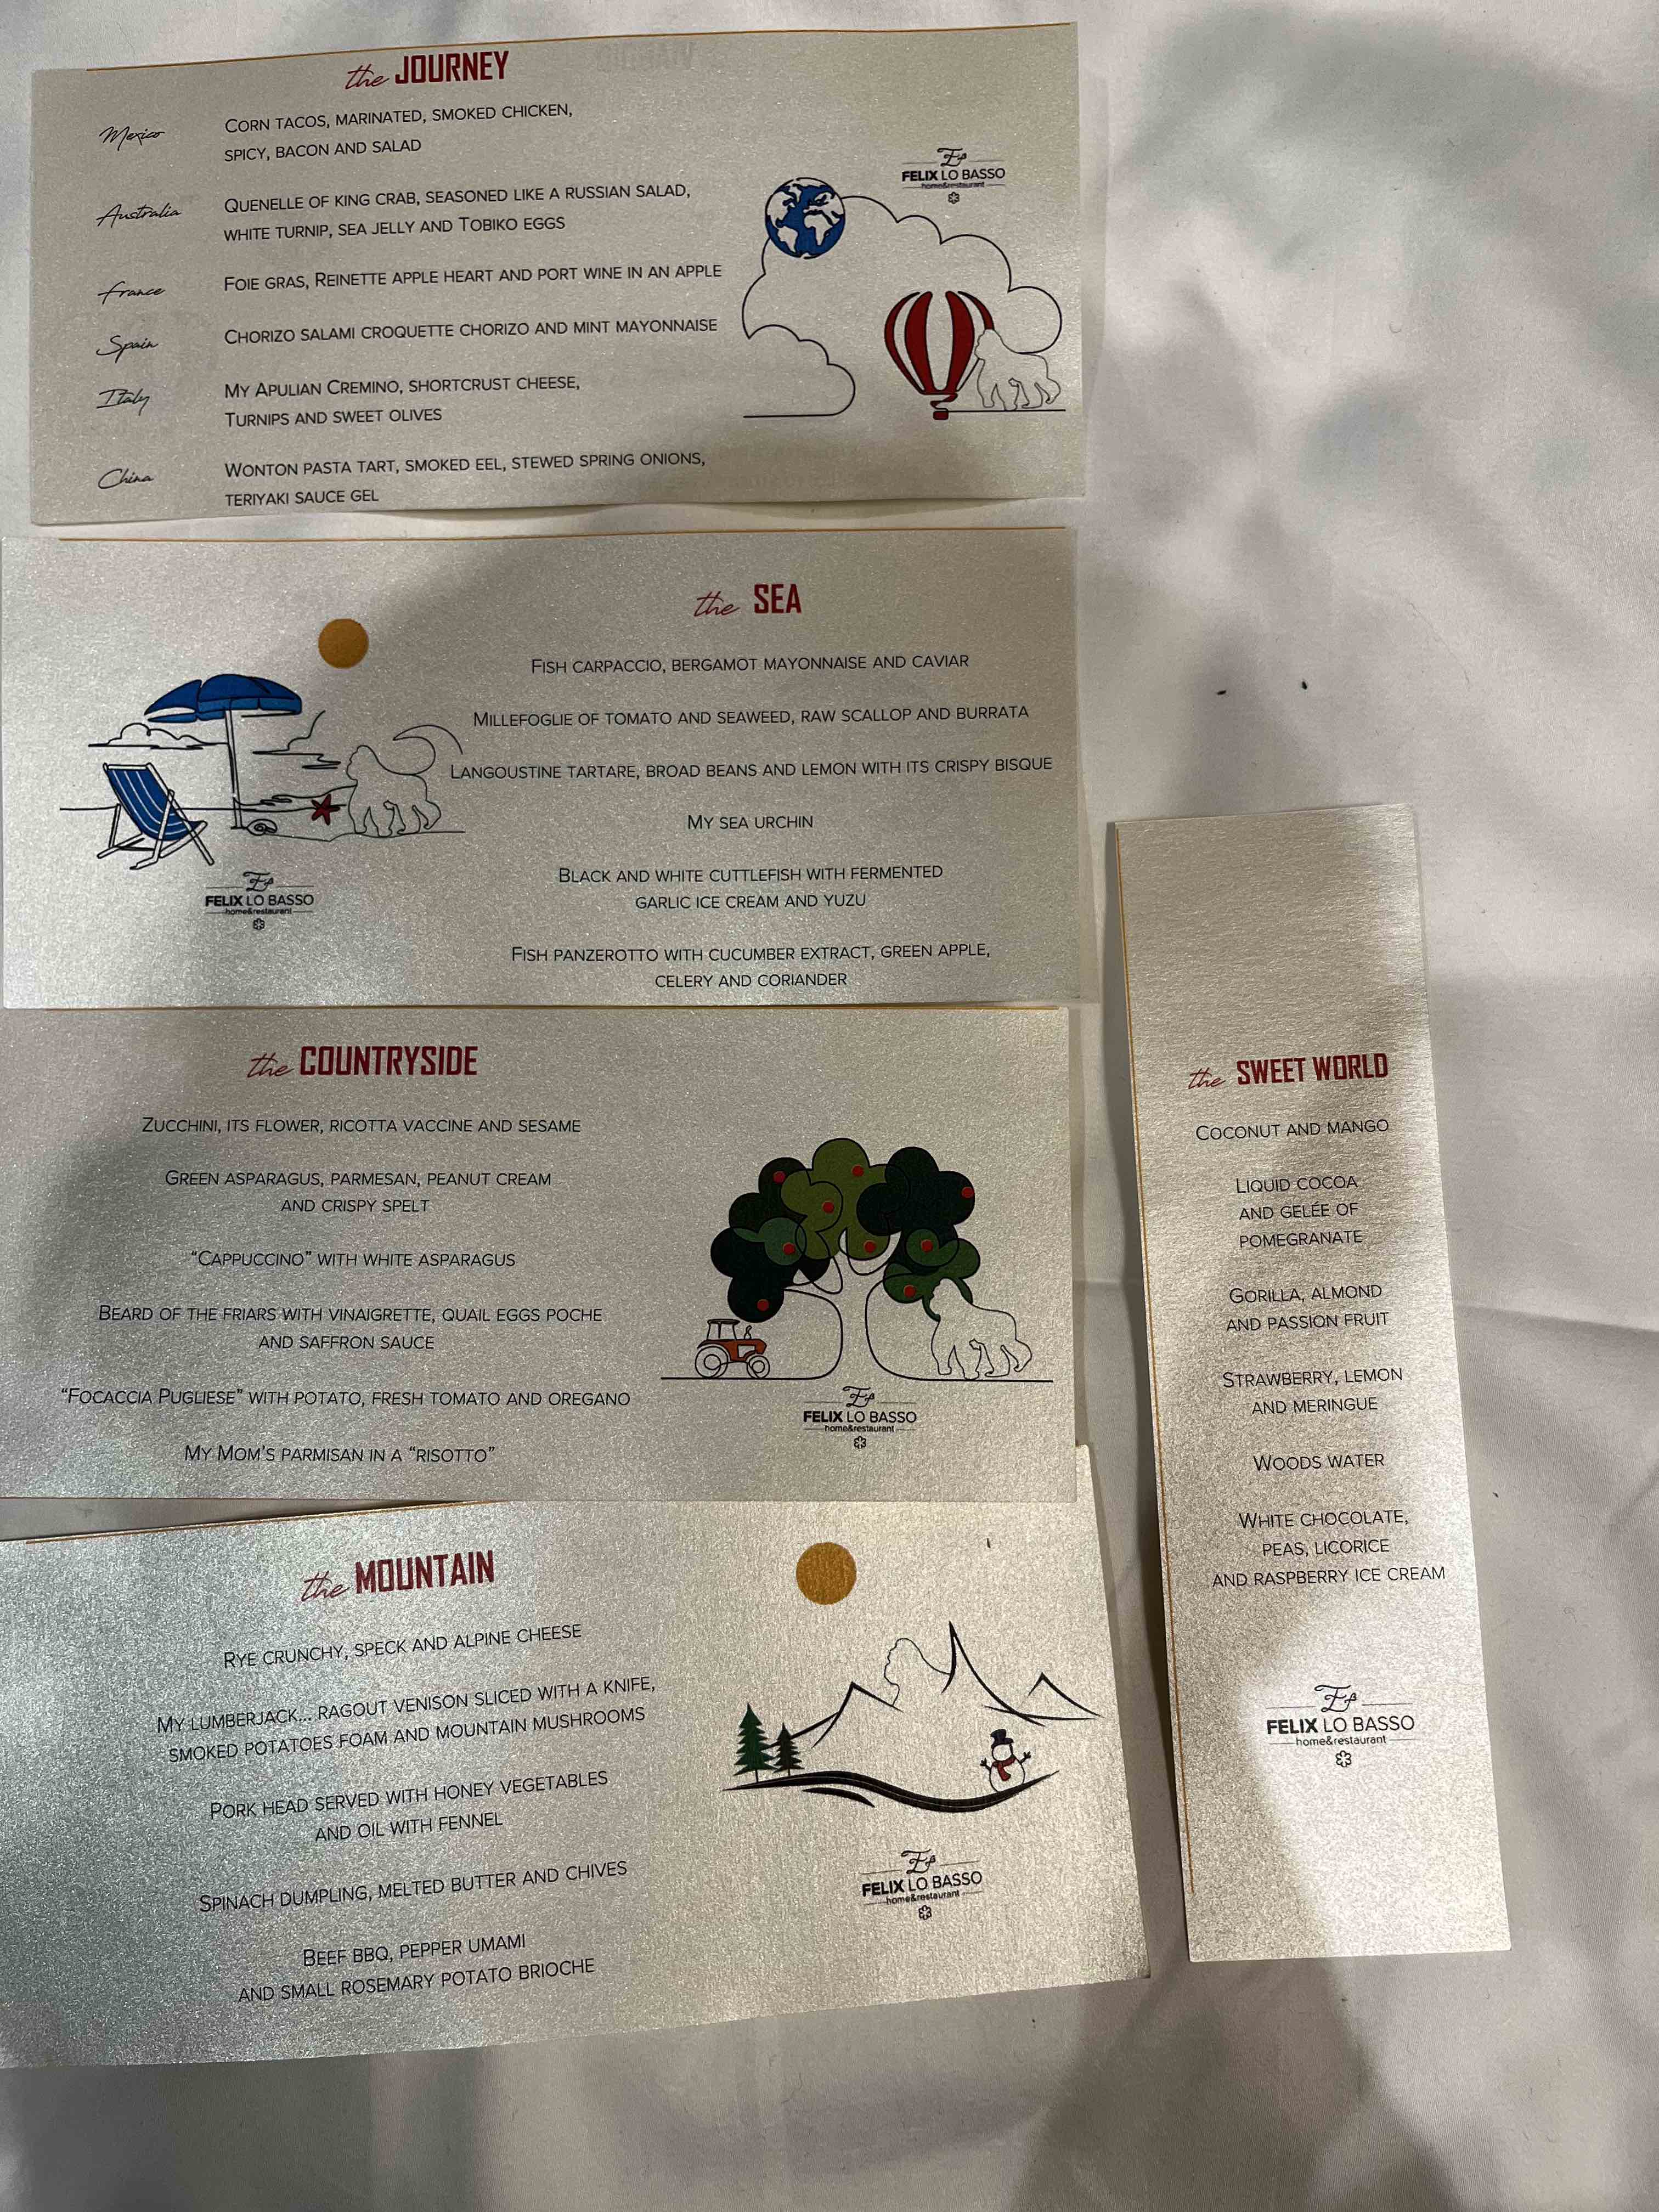 the JOURNEY
Mexico
CORN TACOS, MARINATED, SMOKED CHICKEN,
SPICY, BACON AND SALAD
Australia
QUENELLE OF KING CRAB, SEASONED LIKE A RUSSIAN SALAD,
WHITE TURNIP, SEA JELLY AND TOBIKO EGGS
France
FOIE GRAS, REINETTE APPLE HEART AND PORT WINE IN AN APPLE
Spain
CHORIZO SALAMI CROQUETTE CHORIZO AND MINT MAYONNAISE
Italy
MY APULIAN CREMINO, SHORTCRUST CHEESE,
TURNIPS AND SWEET OLIVES
China
WONTON PASTA TART, SMOKED EEL, STEWED SPRING ONIONS,
TERIYAKI SAUCE GEL
FELIX LO BASSO
home&restaurant
the SEA
FISH CARPACCIO, BERGAMOT MAYONNAISE AND CAVIAR
MILLEFOGLIE OF TOMATO AND SEAWEED, RAW SCALLOP AND BURRATA
LANGOUSTINE TARTARE, BROAD BEANS AND LEMON WITH ITS CRISPY BISQUE
MY SEA URCHIN
BLACK AND WHITE CUTTLEFISH WITH FERMENTED
GARLIC ICE CREAM AND YUZU
FISH PANZEROTTO WITH CUCUMBER EXTRACT, GREEN APPLE,
CELERY AND CORIANDER
FELIX LO BASSO
home&restaurant
the COUNTRYSIDE
ZUCCHINI, ITS FLOWER, RICOTTA VACCINE AND SESAME
GREEN ASPARAGUS, PARMESAN, PEANUT CREAM
AND CRISPY SPELT
"CAPPUCCINO" WITH WHITE ASPARAGUS
BEARD OF THE FRIARS WITH VINAIGRETTE, QUAIL EGGS POCHE
AND SAFFRON SAUCE
"FOCACCIA PUGLIESE" WITH POTATO, FRESH TOMATO AND OREGANO
MY MOM'S PARMISAN IN A "RISOTTO"
FELIX LO BASSO
home&restaurant
the MOUNTAIN
RYE CRUNCHY, SPECK AND ALPINE CHEESE
MY LUMBERJACK... RAGOUT VENISON SLICED WITH A KNIFE,
SMOKED POTATOES FOAM AND MOUNTAIN MUSHROOMS
PORK HEAD SERVED WITH HONEY VEGETABLES
AND OIL WITH FENNEL
SPINACH DUMPLING, MELTED BUTTER AND CHIVES
BEEF BBQ, PEPPER UMAMI
AND SMALL ROSEMARY POTATO BRIOCHE
FELIX LO BASSO
home&restaurant
the SWEET WORLD
COCONUT AND MANGO
LIQUID COCOA
AND GELÉE OF
POMEGRANATE
GORILLA, ALMOND
AND PASSION FRUIT
STRAWBERRY, LEMON
AND MERINGUE
WOODS WATER
WHITE CHOCOLATE,
PEAS, LICORICE
AND RASPBERRY ICE CREAM
FELIX LO BASSO
home&restaurant